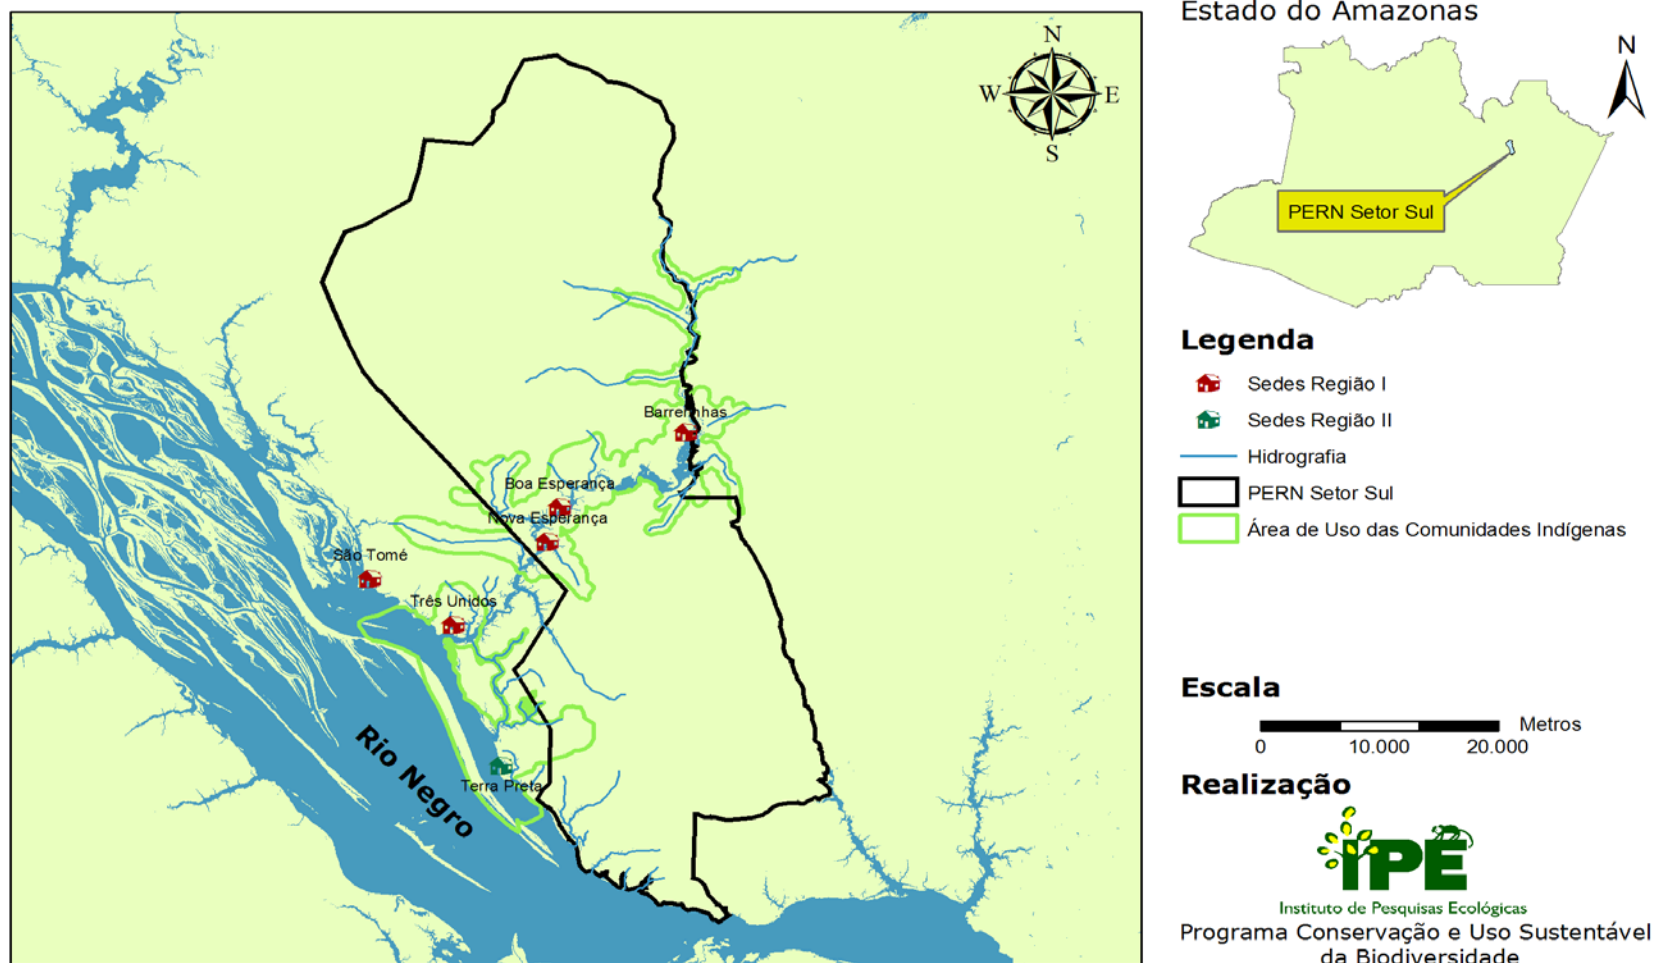 Estado do Amazonas
N
W
E
S
N
PERN Setor Sul
Legenda
Sedes Região I
Sedes Região II
Hidrografia
PERN Setor Sul
Área de Uso das Comunidades Indígenas
Barrerinhas
Boa Esperança
Nova Esperança
São Tomé
Três Unidos
Terra Preta
Rio Negro
Escala
Metros
0 10.000 20.000
Realização
IPÊ
Instituto de Pesquisas Ecológicas
Programa Conservação e Uso Sustentável
da Biodiversidade